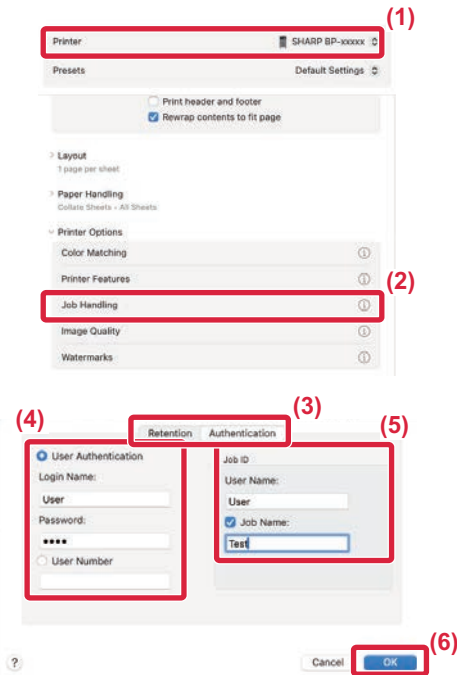 (1)
Printer SHARP BP-xxxxx
Presets Default Settings
Print header and footer
Rewrap contents to fit page
Layout
1 page per sheet
Paper Handling
Collate Sheets - All Sheets
Printer Options
Color Matching
Printer Features
(2)
Job Handling
Image Quality
Watermarks
(3)
(4)
Retention Authentication
(5)
User Authentication
Login Name:
User
Password:
••••
User Number
Job ID
User Name:
User
Job Name:
Test
(6)
? Cancel OK